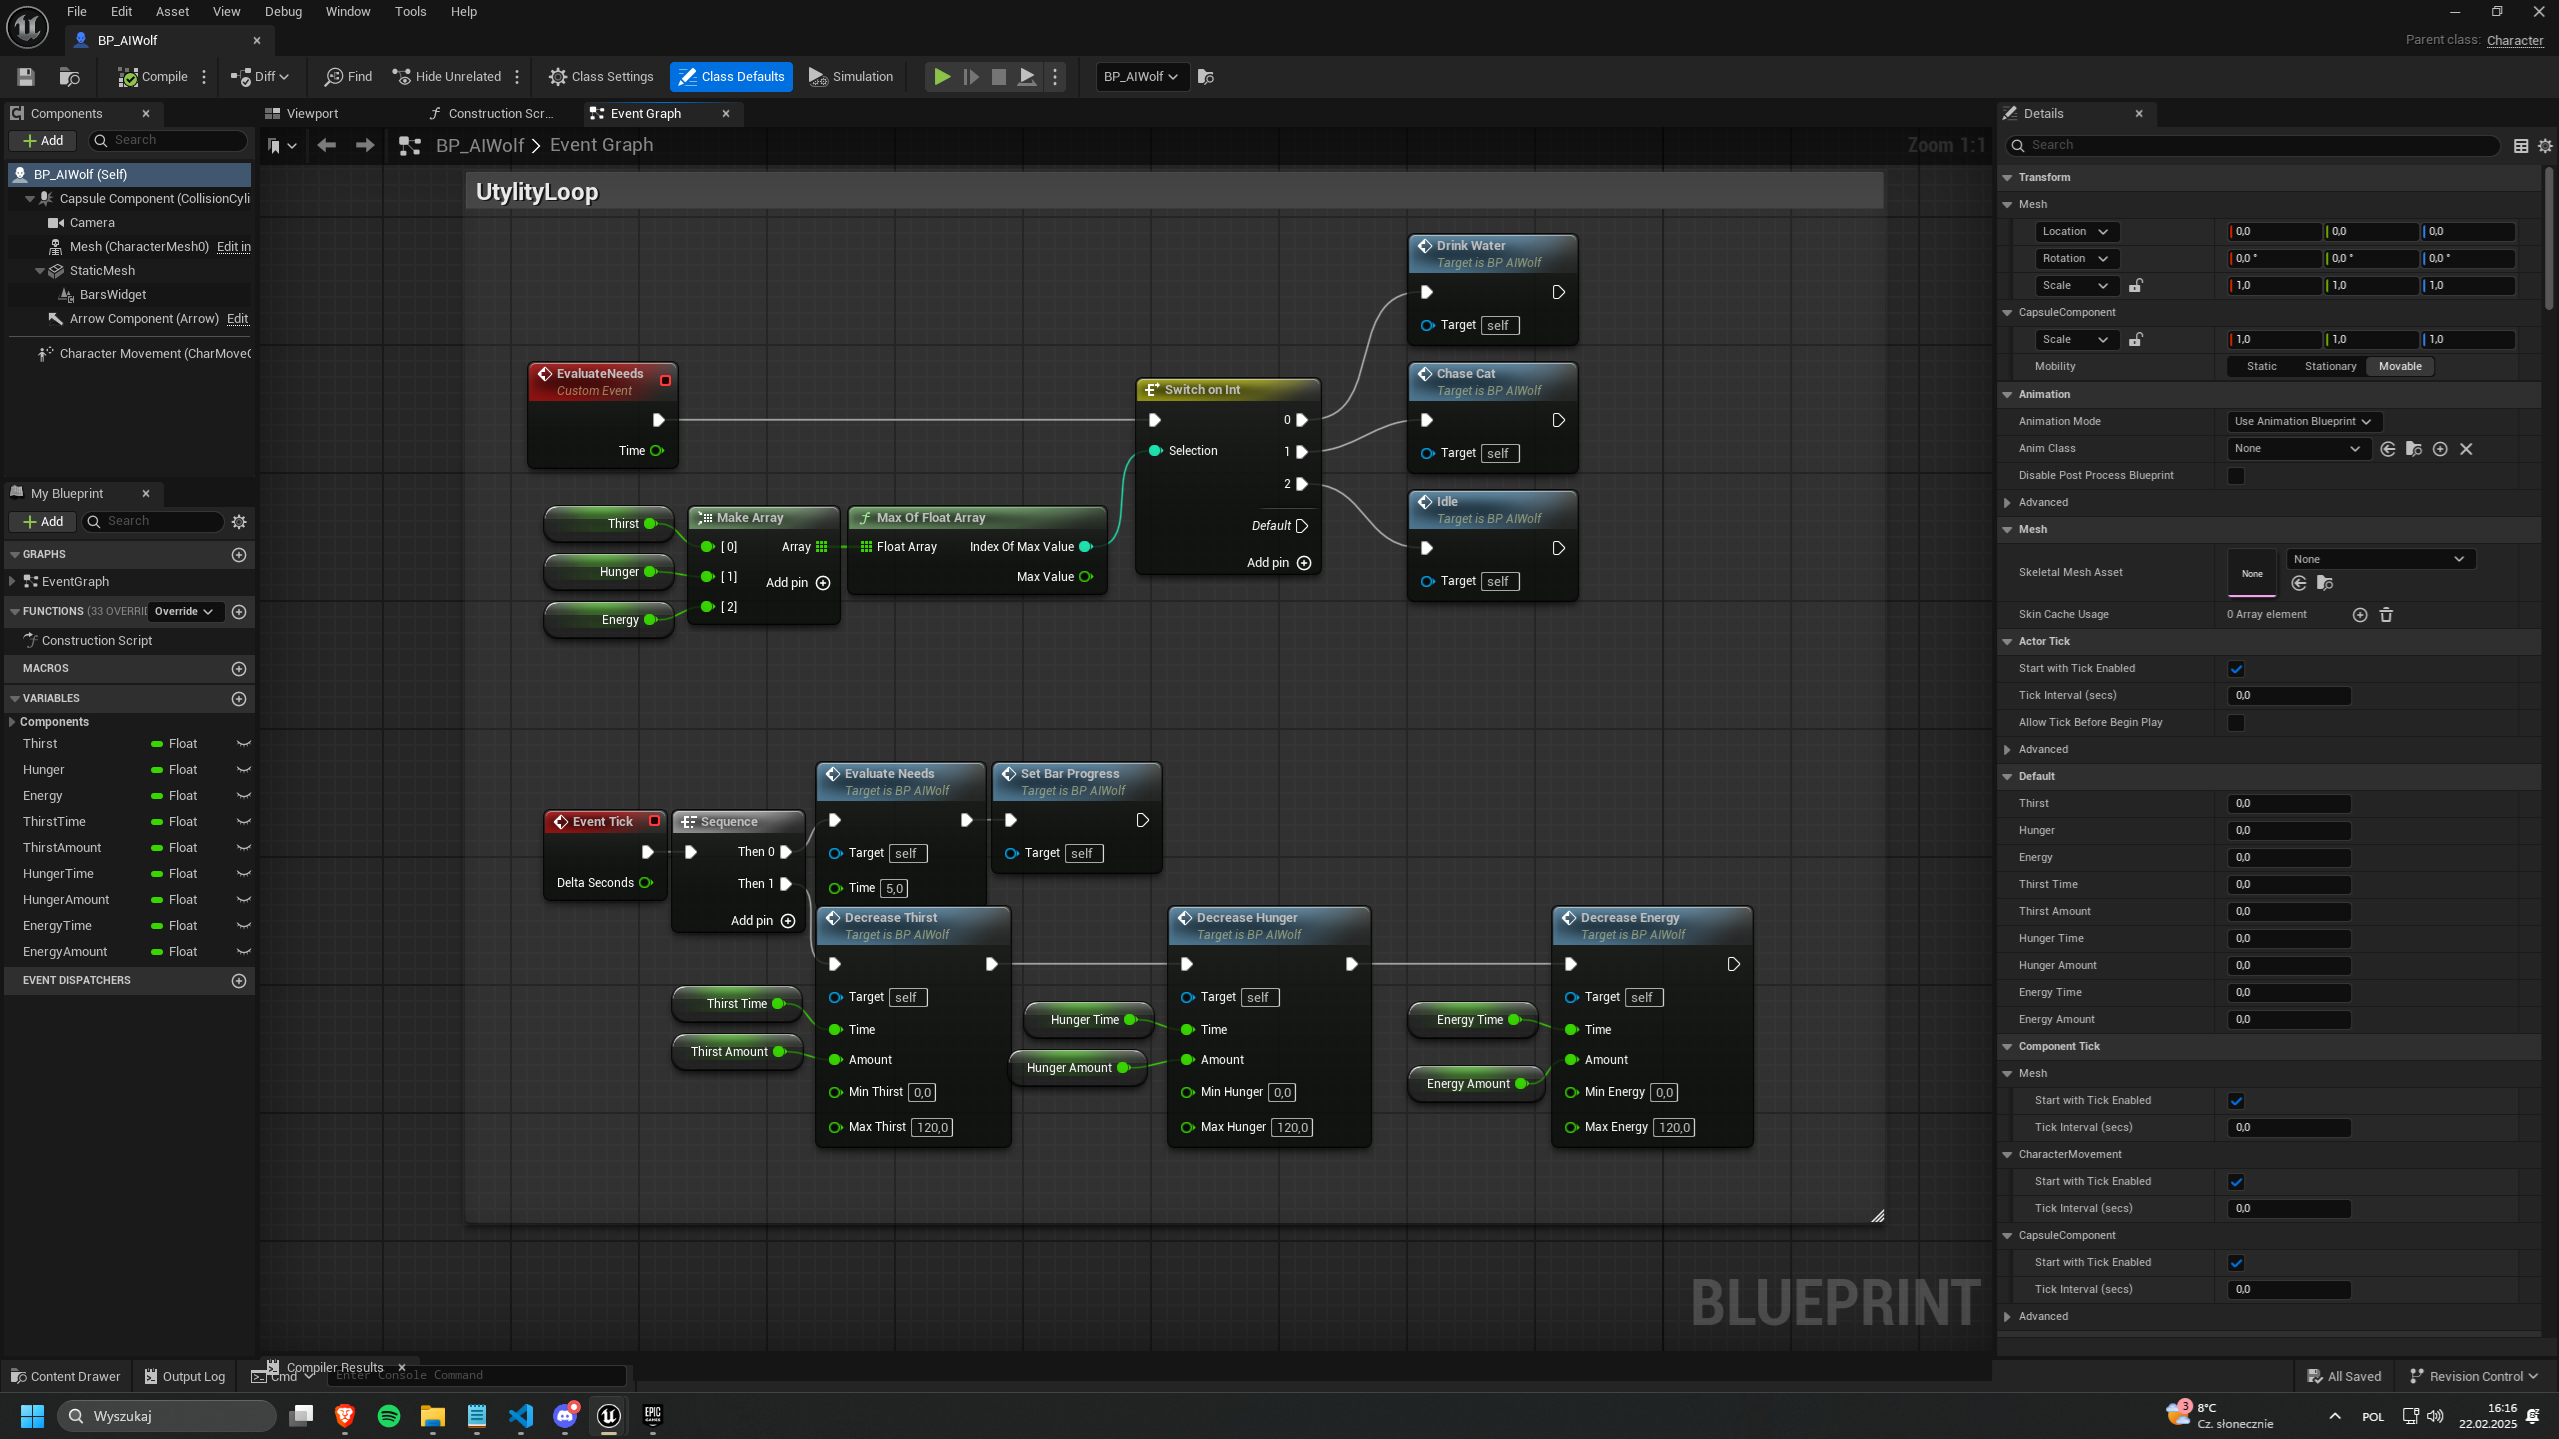 File Edit Asset View Debug Window Tools Help
BP_AIWolf
Parent class: Character
Compile Diff Find Hide Unrelated Class Settings Class Defaults Simulation BP_AIWolf
Components
Add Search
BP_AIWolf (Self)
Capsule Component (CollisionCyli
Camera
Mesh (CharacterMesh0) Edit in
StaticMesh
BarsWidget
Arrow Component (Arrow) Edit
Character Movement (CharMoveC
My Blueprint
Add Search
GRAPHS
EventGraph
FUNCTIONS (33 OVERRIE Override
Construction Script
MACROS
VARIABLES
Components
Thirst Float
Hunger Float
Energy Float
ThirstTime Float
ThirstAmount Float
HungerTime Float
HungerAmount Float
EnergyTime Float
EnergyAmount Float
EVENT DISPATCHERS
Viewport Construction Scr... Event Graph
BP_AIWolf > Event Graph
Zoom 1:1
UtylityLoop
EvaluateNeeds
Custom Event
Time
Thirst
Hunger
Energy
Make Array
[ 0] Array
[ 1]
Add pin
[ 2]
Max Of Float Array
Float Array Index Of Max Value
Max Value
Switch on Int
0
Selection 1
2
Default
Add pin
Drink Water
Target is BP AIWolf
Target self
Chase Cat
Target is BP AIWolf
Target self
Idle
Target is BP AIWolf
Target self
Event Tick
Delta Seconds
Sequence
Then 0
Then 1
Add pin
Evaluate Needs
Target is BP AIWolf
Target self
Time 5,0
Set Bar Progress
Target is BP AIWolf
Target self
Thirst Time
Thirst Amount
Decrease Thirst
Target is BP AIWolf
Target self
Time
Amount
Min Thirst 0,0
Max Thirst 120,0
Hunger Time
Hunger Amount
Decrease Hunger
Target is BP AIWolf
Target self
Time
Amount
Min Hunger 0,0
Max Hunger 120,0
Energy Time
Energy Amount
Decrease Energy
Target is BP AIWolf
Target self
Time
Amount
Min Energy 0,0
Max Energy 120,0
BLUEPRINT
Details
Search
Transform
Mesh
Location 0,0 0,0 0,0
Rotation 0,0 ° 0,0 ° 0,0 °
Scale 1,0 1,0 1,0
CapsuleComponent
Scale 1,0 1,0 1,0
Mobility Static Stationary Movable
Animation
Animation Mode Use Animation Blueprint
Anim Class None
Disable Post Process Blueprint
Advanced
Mesh
Skeletal Mesh Asset None None
Skin Cache Usage 0 Array element
Actor Tick
Start with Tick Enabled
Tick Interval (secs) 0,0
Allow Tick Before Begin Play
Advanced
Default
Thirst 0,0
Hunger 0,0
Energy 0,0
Thirst Time 0,0
Thirst Amount 0,0
Hunger Time 0,0
Hunger Amount 0,0
Energy Time 0,0
Energy Amount 0,0
Component Tick
Mesh
Start with Tick Enabled
Tick Interval (secs) 0,0
CharacterMovement
Start with Tick Enabled
Tick Interval (secs) 0,0
CapsuleComponent
Start with Tick Enabled
Tick Interval (secs) 0,0
Advanced
Compiler Results
Content Drawer Output Log Cmd Enter Console Command
All Saved Revision Control
Wyszukaj
EPIC GAMES
3 8°C
Cz. słonecznie
POL
16:16
22.02.2025